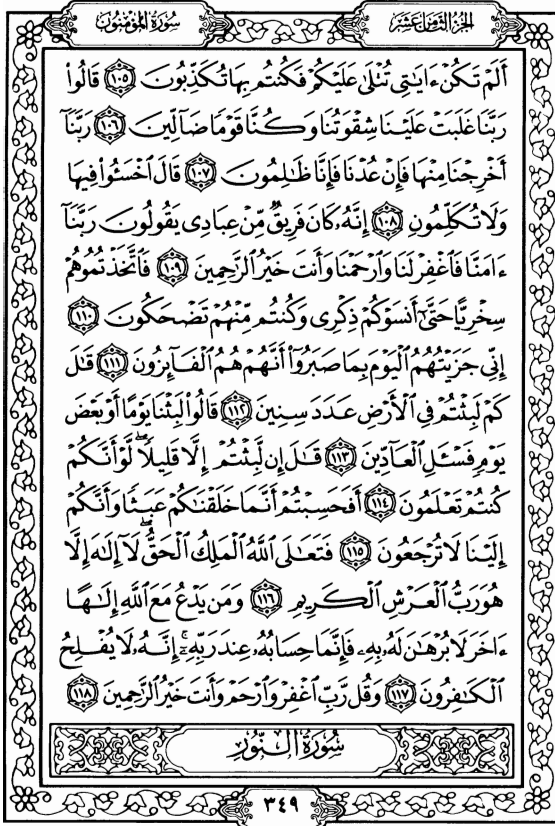 سُورَةُ المُؤْمِنُونَ
الجُزْءُ الثَّامِنَ عَشَرَ
أَلَمْ تَكُنْ ءَايَٰتِي تُتْلَىٰ عَلَيْكُمْ فَكُنتُم بِهَا تُكَذِّبُونَ ١٠٥ قَالُوا۟
رَبَّنَا غَلَبَتْ عَلَيْنَا شِقْوَتُنَا وَكُنَّا قَوْمًا ضَآلِّينَ ١٠٦ رَبَّنَآ
أَخْرِجْنَا مِنْهَا فَإِنْ عُدْنَا فَإِنَّا ظَٰلِمُونَ ١٠٧ قَالَ ٱخْسَـُٔوا۟ فِيهَا
وَلَا تُكَلِّمُونِ ١٠٨ إِنَّهُۥ كَانَ فَرِيقٌ مِّنْ عِبَادِى يَقُولُونَ رَبَّنَآ
ءَامَنَّا فَٱغْفِرْ لَنَا وَٱرْحَمْنَا وَأَنتَ خَيْرُ ٱلرَّٰحِمِينَ ١٠٩ فَٱتَّخَذْتُمُوهُمْ
سِخْرِيًّا حَتَّىٰٓ أَنسَوْكُمْ ذِكْرِى وَكُنتُم مِّنْهُمْ تَضْحَكُونَ ١١٠
إِنِّى جَزَيْتُهُمُ ٱلْيَوْمَ بِمَا صَبَرُوٓا۟ أَنَّهُمْ هُمُ ٱلْفَآئِزُونَ ١١١ قَٰلَ
كَمْ لَبِثْتُمْ فِى ٱلْأَرْضِ عَدَدَ سِنِينَ ١١٢ قَالُوا۟ لَبِثْنَا يَوْمًا أَوْ بَعْضَ
يَوْمٍ فَسْـَٔلِ ٱلْعَآدِّينَ ١١٣ قَٰلَ إِن لَّبِثْتُمْ إِلَّا قَلِيلًا ۖ لَّوْ أَنَّكُمْ
كُنتُمْ تَعْلَمُونَ ١١٤ أَفَحَسِبْتُمْ أَنَّمَا خَلَقْنَٰكُمْ عَبَثًا وَأَنَّكُمْ
إِلَيْنَا لَا تُرْجَعُونَ ١١٥ فَتَعَٰلَى ٱللَّهُ ٱلْمَلِكُ ٱلْحَقُّ ۖ لَآ إِلَٰهَ إِلَّا
هُوَ رَبُّ ٱلْعَرْشِ ٱلْكَرِيمِ ١١٦ وَمَن يَدْعُ مَعَ ٱللَّهِ إِلَٰهًا
ءَاخَرَ لَا بُرْهَٰنَ لَهُۥ بِهِۦ فَإِنَّمَا حِسَابُهُۥ عِندَ رَبِّهِۦٓ ۚ إِنَّهُۥ لَا يُفْلِحُ
ٱلْكَٰفِرُونَ ١١٧ وَقُل رَّبِّ ٱغْفِرْ وَٱرْحَمْ وَأَنتَ خَيْرُ ٱلرَّٰحِمِينَ ١١٨
سُورَةُ النُّورِ
٣٤٩